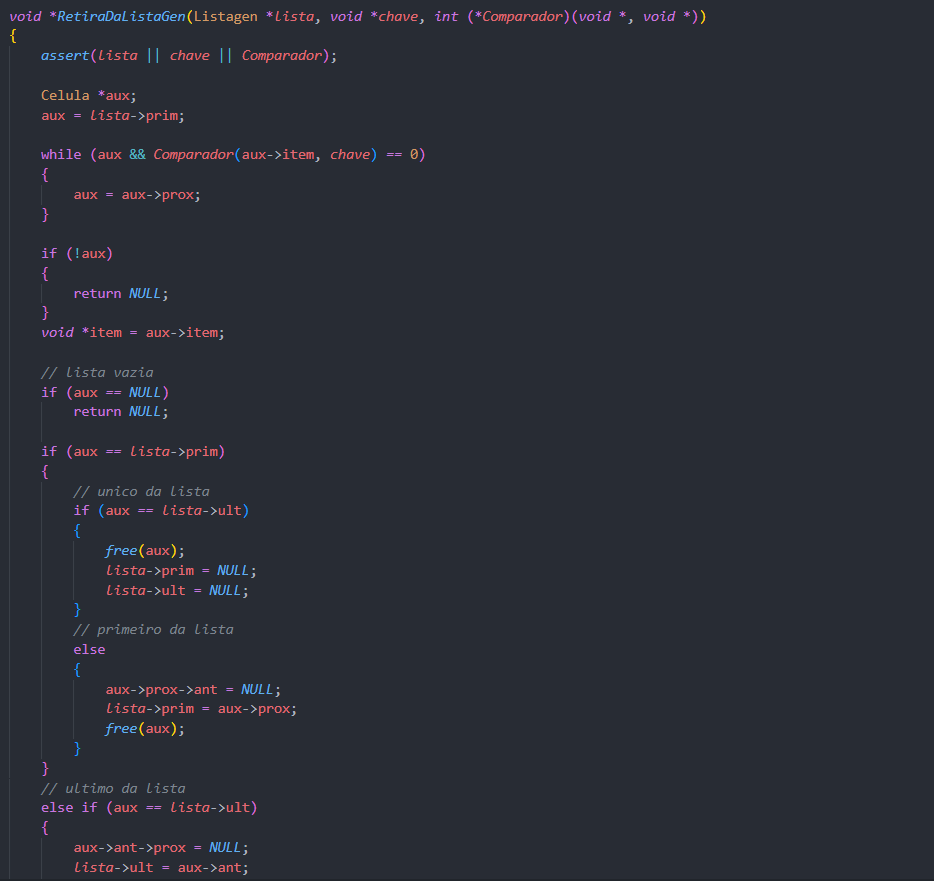 void *RetiraDaListaGen(Listagen *lista, void *chave, int (*Comparador)(void *, void *))
{
    assert(lista || chave || Comparador);

    Celula *aux;
    aux = lista->prim;

    while (aux && Comparador(aux->item, chave) == 0)
    {
        aux = aux->prox;
    }

    if (!aux)
    {
        return NULL;
    }
    void *item = aux->item;

    // lista vazia
    if (aux == NULL)
        return NULL;

    if (aux == lista->prim)
    {
        // unico da lista
        if (aux == lista->ult)
        {
            free(aux);
            lista->prim = NULL;
            lista->ult = NULL;
        }
        // primeiro da lista
        else
        {
            aux->prox->ant = NULL;
            lista->prim = aux->prox;
            free(aux);
        }
    }
    // ultimo da lista
    else if (aux == lista->ult)
    {
        aux->ant->prox = NULL;
        lista->ult = aux->ant;